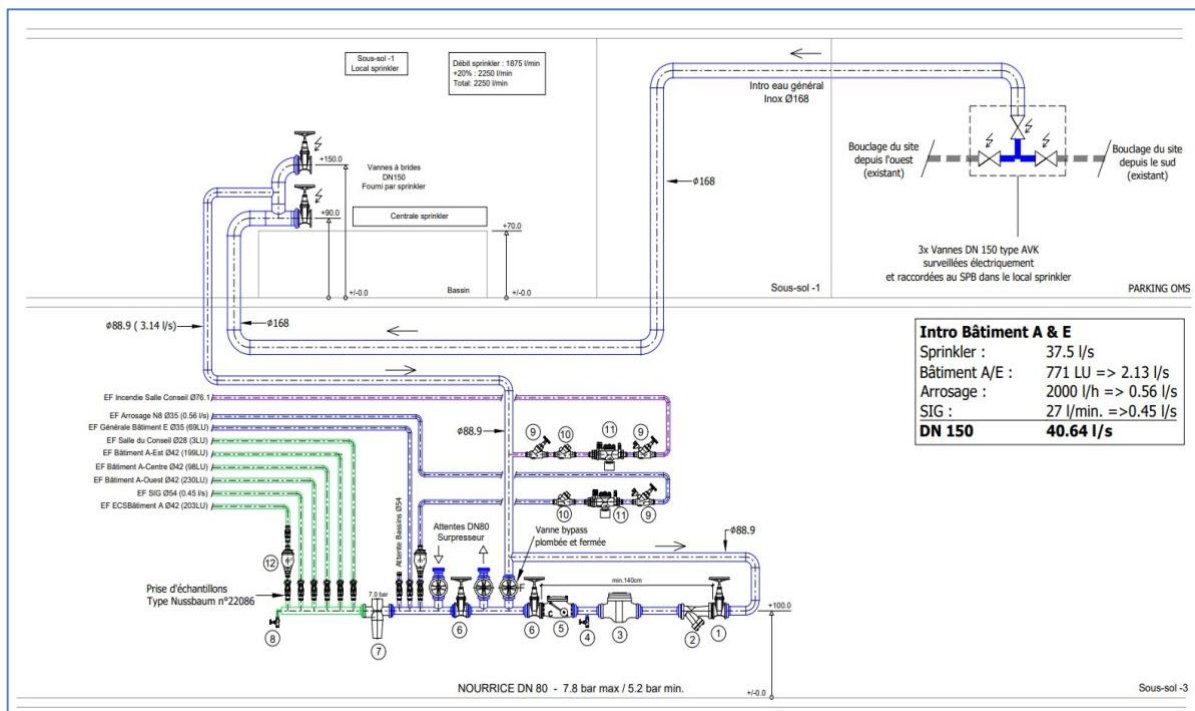 Sous-sol -1
Local sprinkler
Débit sprinkler : 1875 l/min
+20% : 2250 l/min
Total: 2250 l/min
Intro eau général
Inox Ø168
Bouclage du site
depuis l'ouest
(existant)
Bouclage du site
depuis le sud
(existant)
+150.0
Vannes à brides
DN150
Fourni par sprinkler
+90.0
Centrale sprinkler
+70.0
ϕ168
3x Vannes DN 150 type AVK
surveillées électriquement
et raccordées au SPB dans le local sprinkler
+/-0.0
Bassin
+/-0.0
Sous-sol -1
PARKING OMS
ϕ88.9 ( 3.14 l/s)
ϕ168
Intro Bâtiment A & E
Sprinkler : 37.5 l/s
Bâtiment A/E : 771 LU => 2.13 l/s
Arrosage : 2000 l/h => 0.56 l/s
SIG : 27 l/min. =>0.45 l/s
DN 150 40.64 l/s
EF Incendie Salle Conseil Ø76.1
EF Arrosage N8 Ø35 (0.56 l/s)
EF Générale Bâtiment E Ø35 (69LU)
EF Salle du Conseil Ø28 (3LU)
EF Bâtiment A-Est Ø42 (199LU)
EF Bâtiment A-Centre Ø42 (98LU)
EF Bâtiment A-Ouest Ø42 (230LU)
EF SIG Ø54 (0.45 l/s)
EF ECSBâtiment A Ø42 (203LU)
ϕ88.9
9
10
11
9
10
11
9
Attente Bassins Ø54
Attentes DN80
Surpresseur
Vanne bypass
plombée et fermée
ϕ88.9
12
Prise d'échantillons
Type Nussbaum n°22086
7.0 bar
F
min.140cm
+100.0
8
7
6
6
5
4
3
2
1
NOURRICE DN 80 - 7.8 bar max / 5.2 bar min.
+/-0.0
Sous-sol -3